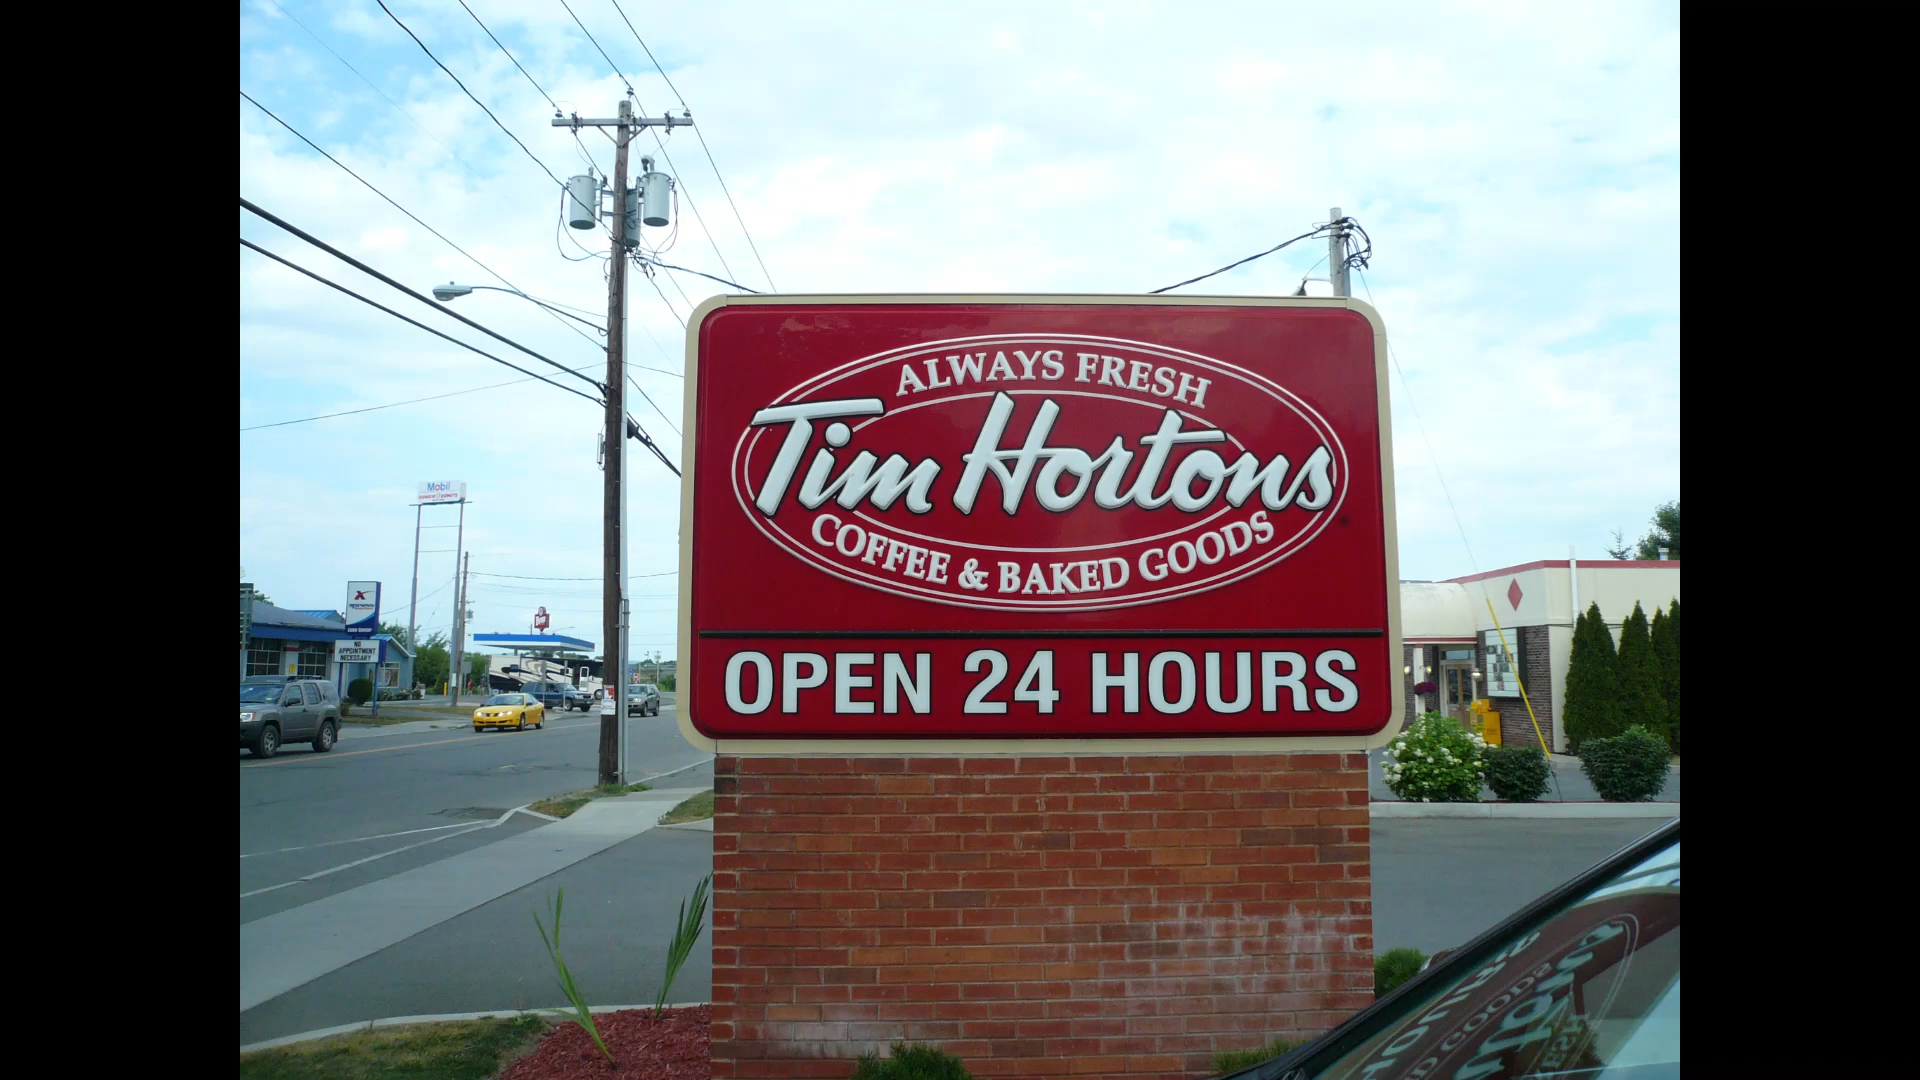 ALWAYS FRESH
Tim Hortons
COFFEE & BAKED GOODS
OPEN 24 HOURS
Mobil
NO
APPOINTMENT
NECESSARY